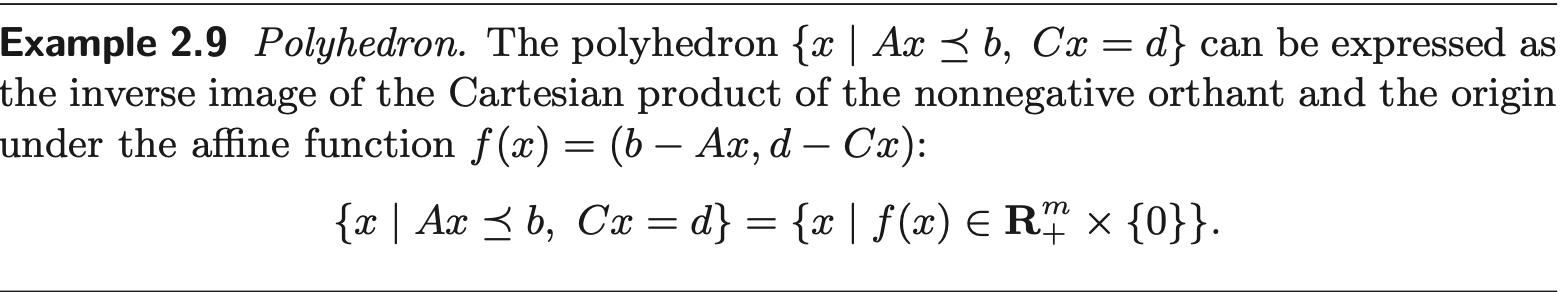 Example 2.9 Polyhedron. The polyhedron {x | Ax ⪯ b, Cx = d} can be expressed as
the inverse image of the Cartesian product of the nonnegative orthant and the origin
under the affine function f(x) = (b − Ax, d − Cx):
{x | Ax ⪯ b, Cx = d} = {x | f(x) ∈ R₊ᵐ × {0}}.